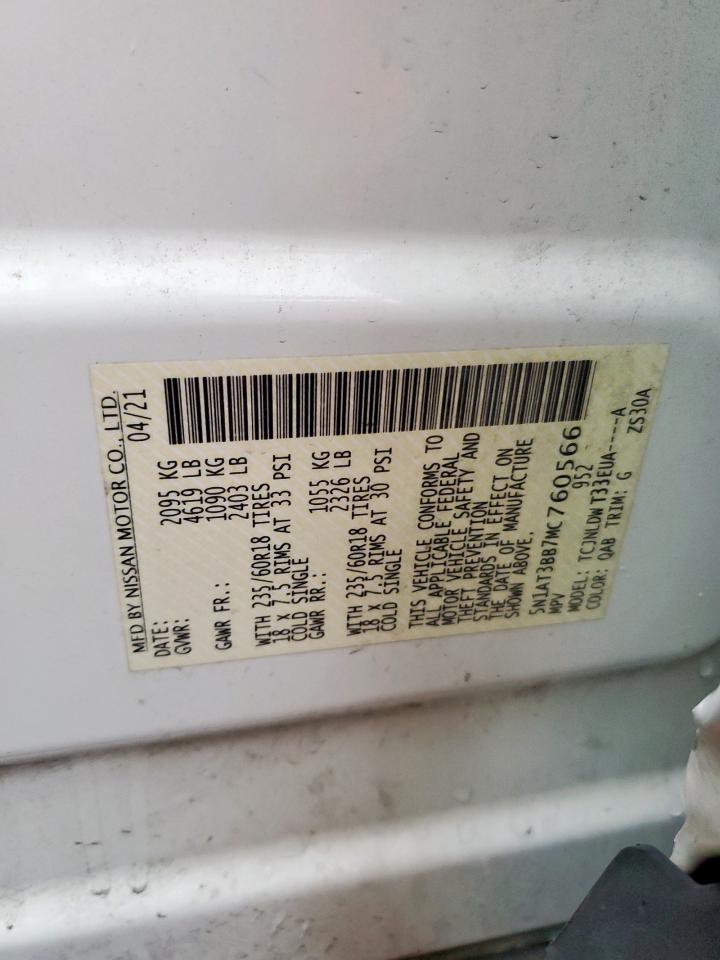 MFD BY NISSAN MOTOR CO., LTD.
DATE: 04/21
GVWR: 2095 KG
4619 LB
GAWR FR.: 1090 KG
2403 LB
WITH 235/60R18 TIRES
18 X 7.5 RIMS AT 33 PSI
COLD SINGLE
GAWR RR.: 1055 KG
2326 LB
WITH 235/60R18 TIRES
18 X 7.5 RIMS AT 30 PSI
COLD SINGLE
THIS VEHICLE CONFORMS TO
ALL APPLICABLE FEDERAL
MOTOR VEHICLE SAFETY AND
THEFT PREVENTION
STANDARDS IN EFFECT ON
THE DATE OF MANUFACTURE
SHOWN ABOVE.
5N1AT3BB7MC760566
MPV 952
MODEL: TCJNLDWT33EUA----A
COLOR: QAB TRIM: G ZS30A